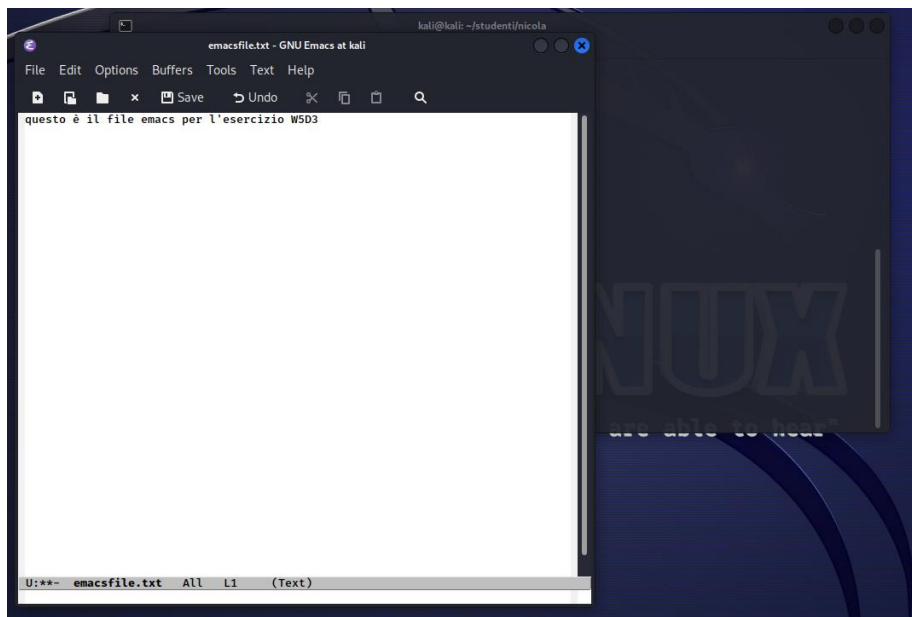 kali@kali: ~/studenti/nicola
emacsfile.txt - GNU Emacs at kali
File Edit Options Buffers Tools Text Help
Save Undo
questo è il file emacs per l'esercizio W5D3
NUX
are able to hear"
U:**- emacsfile.txt All L1 (Text)